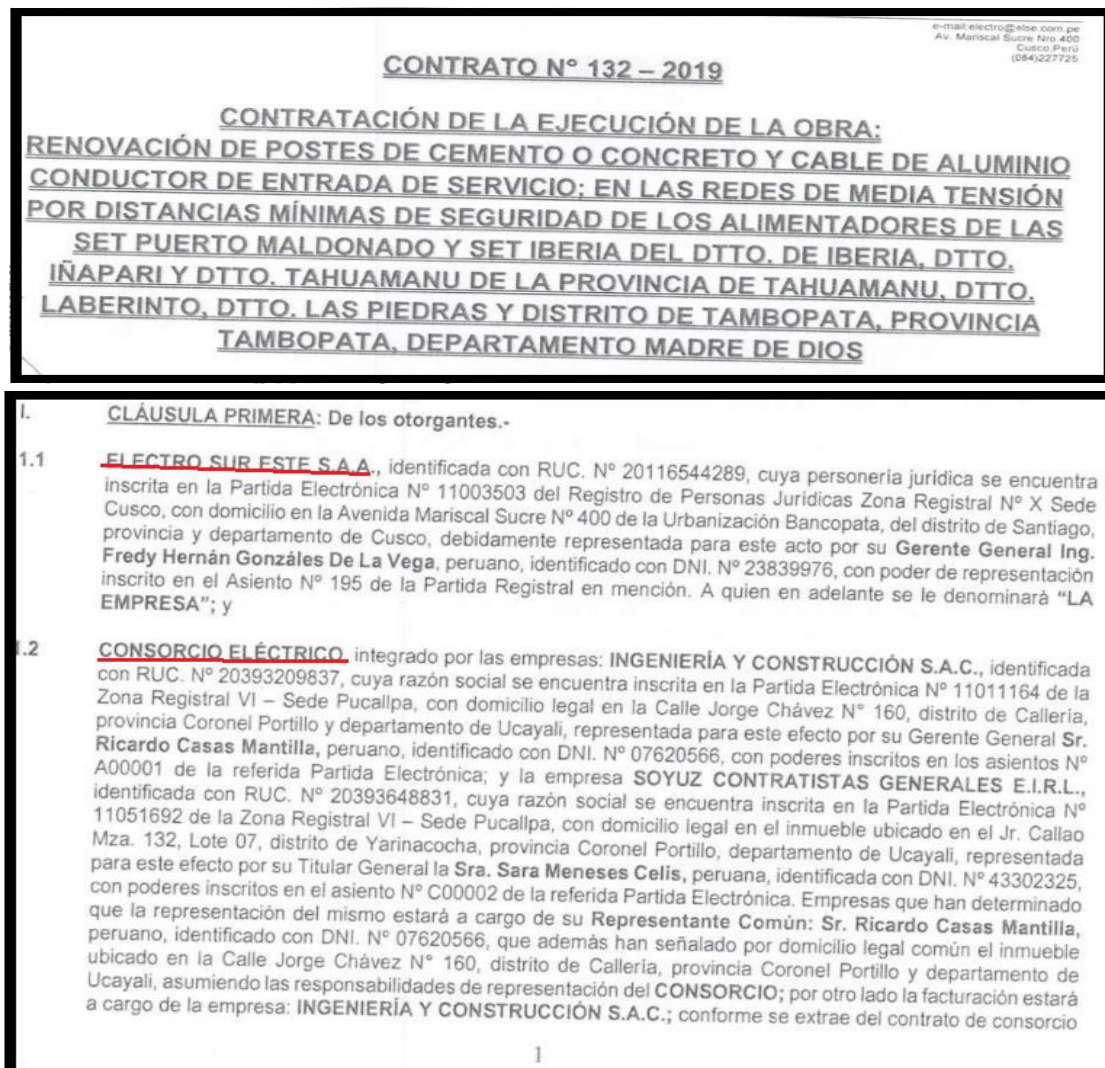 e-mail:electro@else.com.pe
Av. Mariscal Sucre Nro.400
Cusco,Perú
(084)227725
CONTRATO N° 132 – 2019
CONTRATACIÓN DE LA EJECUCIÓN DE LA OBRA:
RENOVACIÓN DE POSTES DE CEMENTO O CONCRETO Y CABLE DE ALUMINIO
CONDUCTOR DE ENTRADA DE SERVICIO; EN LAS REDES DE MEDIA TENSIÓN
POR DISTANCIAS MÍNIMAS DE SEGURIDAD DE LOS ALIMENTADORES DE LAS
SET PUERTO MALDONADO Y SET IBERIA DEL DTTO. DE IBERIA, DTTO.
IÑAPARI Y DTTO. TAHUAMANU DE LA PROVINCIA DE TAHUAMANU, DTTO.
LABERINTO, DTTO. LAS PIEDRAS Y DISTRITO DE TAMBOPATA, PROVINCIA
TAMBOPATA, DEPARTAMENTO MADRE DE DIOS
I. CLÁUSULA PRIMERA: De los otorgantes.-
1.1 ELECTRO SUR ESTE S.A.A., identificada con RUC. Nº 20116544289, cuya personería jurídica se encuentra
inscrita en la Partida Electrónica Nº 11003503 del Registro de Personas Jurídicas Zona Registral Nº X Sede
Cusco, con domicilio en la Avenida Mariscal Sucre Nº 400 de la Urbanización Bancopata, del distrito de Santiago,
provincia y departamento de Cusco, debidamente representada para este acto por su Gerente General Ing.
Fredy Hernán Gonzáles De La Vega, peruano, identificado con DNI. Nº 23839976, con poder de representación
inscrito en el Asiento Nº 195 de la Partida Registral en mención. A quien en adelante se le denominará "LA
EMPRESA"; y
1.2 CONSORCIO ELÉCTRICO, integrado por las empresas: INGENIERÍA Y CONSTRUCCIÓN S.A.C., identificada
con RUC. Nº 20393209837, cuya razón social se encuentra inscrita en la Partida Electrónica Nº 11011164 de la
Zona Registral VI – Sede Pucallpa, con domicilio legal en la Calle Jorge Chávez N° 160, distrito de Callería,
provincia Coronel Portillo y departamento de Ucayali, representada para este efecto por su Gerente General Sr.
Ricardo Casas Mantilla, peruano, identificado con DNI. Nº 07620566, con poderes inscritos en los asientos Nº
A00001 de la referida Partida Electrónica; y la empresa SOYUZ CONTRATISTAS GENERALES E.I.R.L.,
identificada con RUC. Nº 20393648831, cuya razón social se encuentra inscrita en la Partida Electrónica Nº
11051692 de la Zona Registral VI – Sede Pucallpa, con domicilio legal en el inmueble ubicado en el Jr. Callao
Mza. 132, Lote 07, distrito de Yarinacocha, provincia Coronel Portillo, departamento de Ucayali, representada
para este efecto por su Titular General la Sra. Sara Meneses Celis, peruana, identificada con DNI. Nº 43302325,
con poderes inscritos en el asiento Nº C00002 de la referida Partida Electrónica. Empresas que han determinado
que la representación del mismo estará a cargo de su Representante Común: Sr. Ricardo Casas Mantilla,
peruano, identificado con DNI. Nº 07620566, que además han señalado por domicilio legal común el inmueble
ubicado en la Calle Jorge Chávez N° 160, distrito de Callería, provincia Coronel Portillo y departamento de
Ucayali, asumiendo las responsabilidades de representación del CONSORCIO; por otro lado la facturación estará
a cargo de la empresa: INGENIERÍA Y CONSTRUCCIÓN S.A.C.; conforme se extrae del contrato de consorcio
1